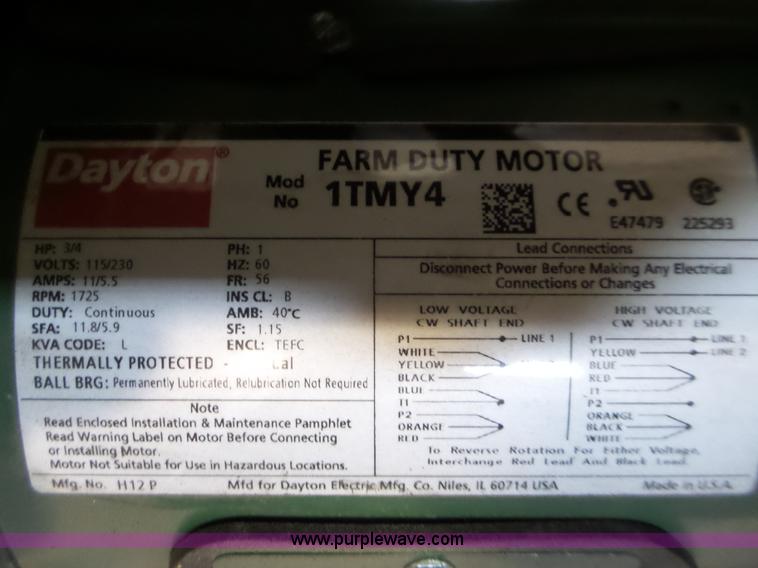 Dayton®
FARM DUTY MOTOR
Mod No 1TMY4
CE
E47479
225293
HP: 3/4
PH: 1
VOLTS: 115/230
HZ: 60
AMPS: 11/5.5
FR: 56
RPM: 1725
INS CL: B
DUTY: Continuous
AMB: 40°C
SFA: 11.8/5.9
SF: 1.15
KVA CODE: L
ENCL: TEFC
THERMALLY PROTECTED -
BALL BRG: Permanently Lubricated, Relubrication Not Required
Note
Read Enclosed Installation & Maintenance Pamphlet
Read Warning Label on Motor Before Connecting
or Installing Motor.
Motor Not Suitable for Use in Hazardous Locations.
Lead Connections
Disconnect Power Before Making Any Electrical
Connections or Changes
LOW VOLTAGE
CW SHAFT END
P1 LINE 1
WHITE
YELLOW
BLACK
BLUE
T1
P2
ORANGE
RED
HIGH VOLTAGE
CW SHAFT END
P1 LINE 1
YELLOW LINE 2
BLUE
RED
T1
P2
ORANGE
BLACK
WHITE
To Reverse Rotation For Either Voltage,
Interchange Red Lead And Black Lead.
Mfg. No. H12 P
Mfd for Dayton Electric Mfg. Co. Niles, IL 60714 USA
Made in U.S.A.
www.purplewave.com